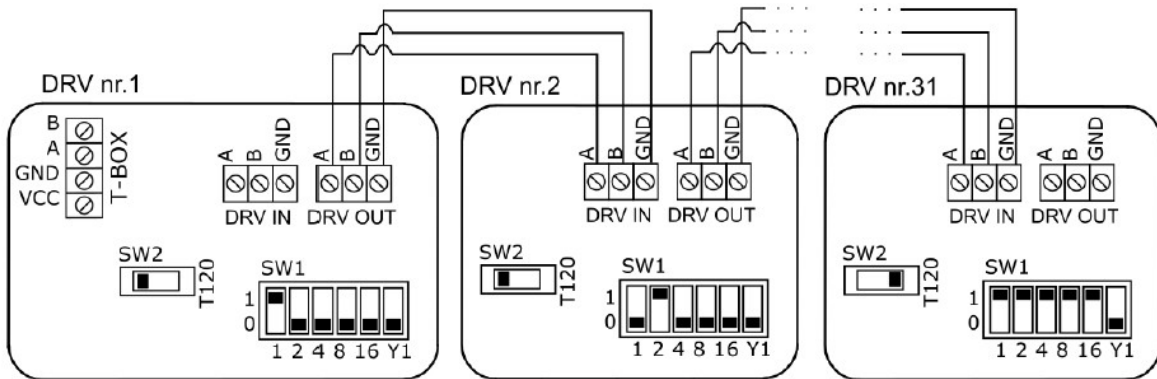 DRV nr.1
B
A
GND
VCC
T-BOX
A B GND
A B GND
DRV IN DRV OUT
SW2
T120
SW1
1
0
1 2 4 8 16 Y1
DRV nr.2
A B GND
A B GND
DRV IN DRV OUT
SW2
T120
SW1
1
0
1 2 4 8 16 Y1
DRV nr.31
A B GND
A B GND
DRV IN DRV OUT
SW2
T120
SW1
1
0
1 2 4 8 16 Y1